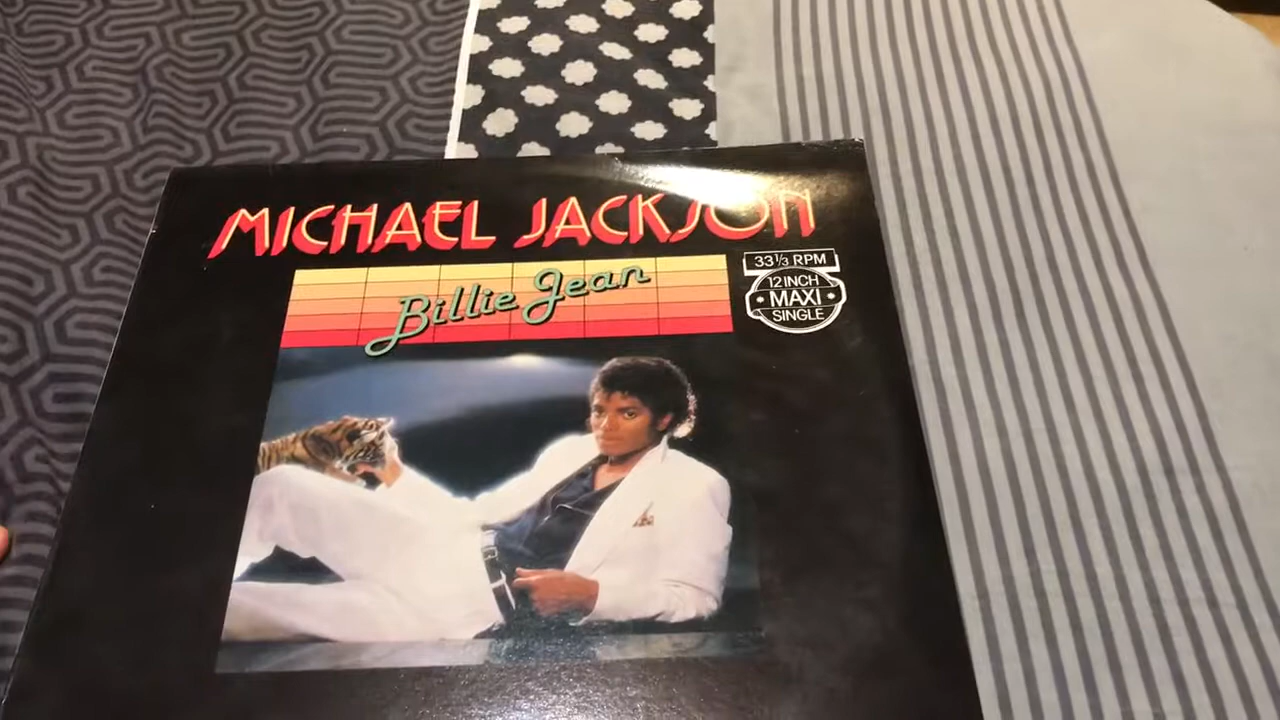 MICHAEL JACKSON
Billie Jean
33⅓ RPM
12 INCH
MAXI
SINGLE